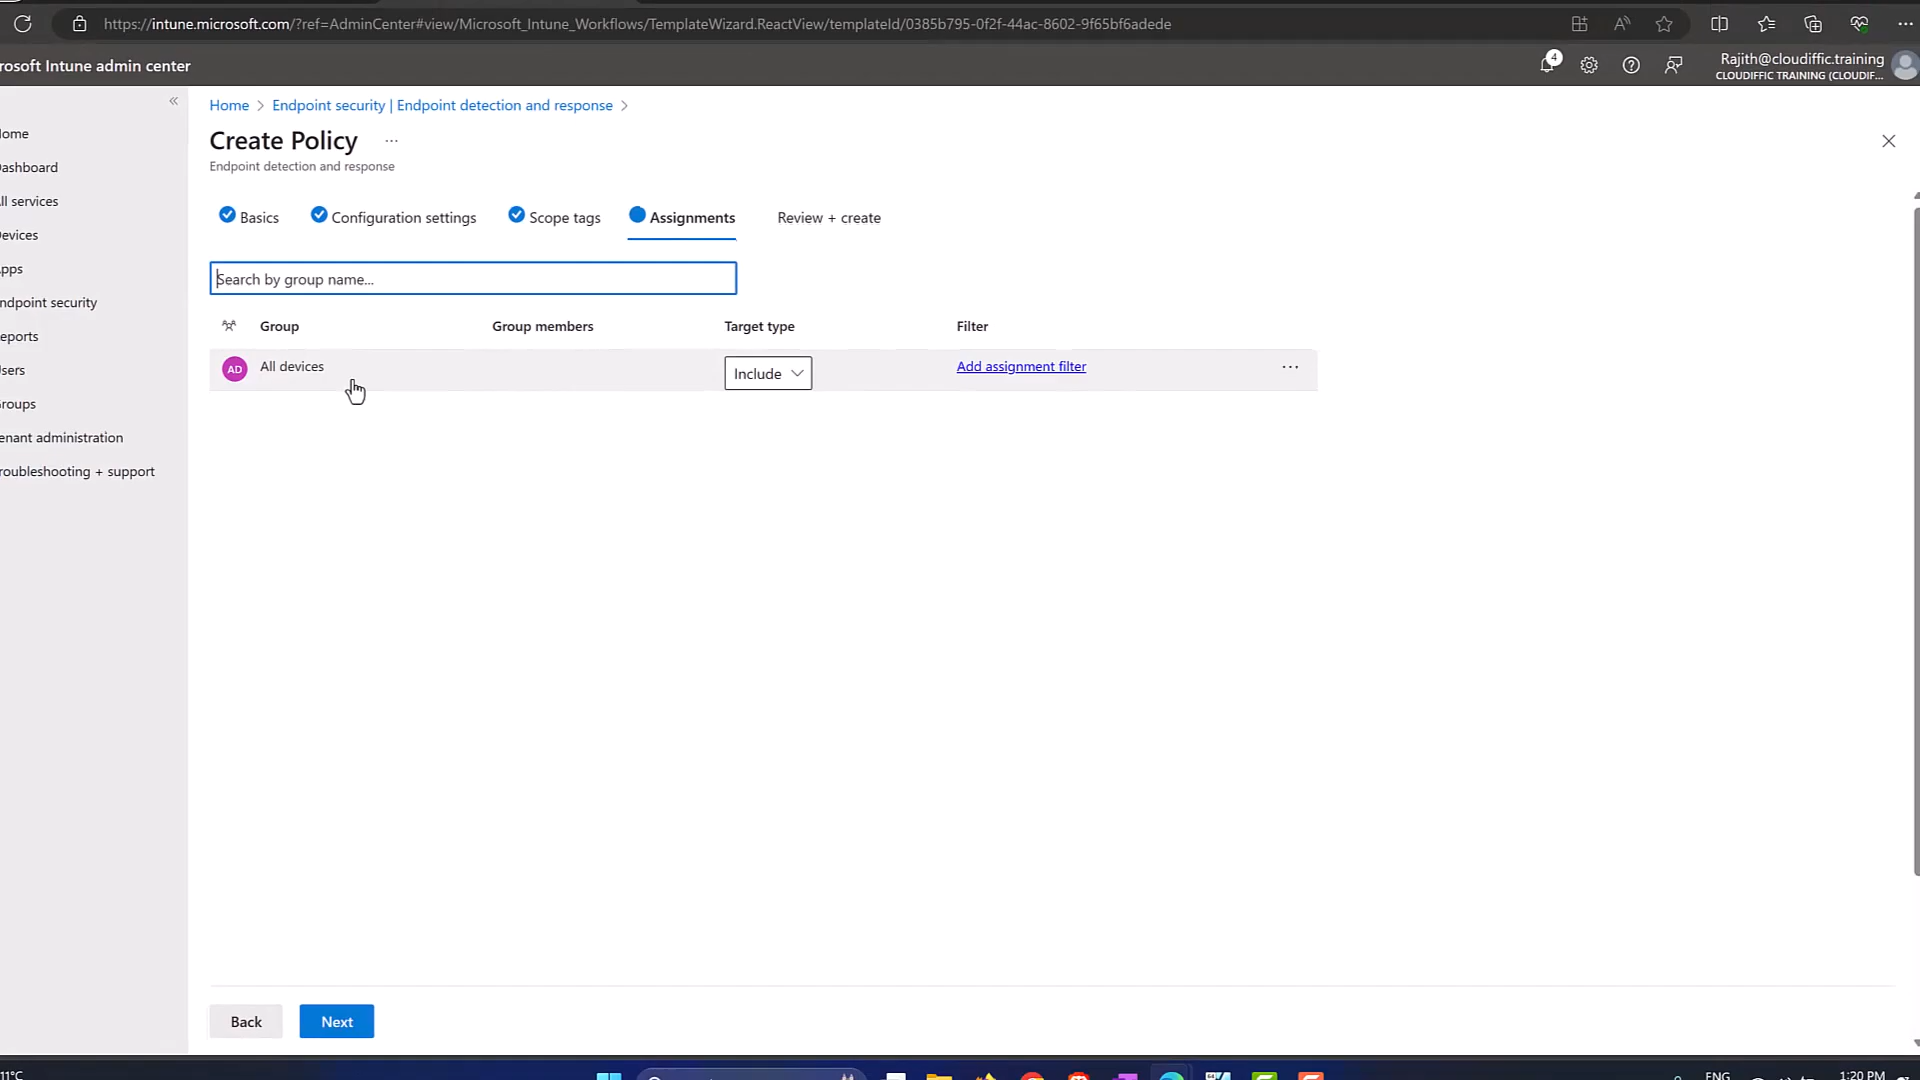 https://intune.microsoft.com/?ref=AdminCenter#view/Microsoft_Intune_Workflows/TemplateWizard.ReactView/templateId/0385b795-0f2f-44ac-8602-9f65bf6adede
rosoft Intune admin center
4
Rajith@cloudiffic.training
CLOUDIFFIC TRAINING (CLOUDIF...
Home > Endpoint security | Endpoint detection and response >
Create Policy ...
Endpoint detection and response
ome
ashboard
ll services
evices
pps
ndpoint security
eports
sers
roups
enant administration
roubleshooting + support
Basics
Configuration settings
Scope tags
Assignments
Review + create
Search by group name...
Group Group members Target type Filter
AD All devices Include Add assignment filter ...
Back Next
11°C
ENG
1:20 PM